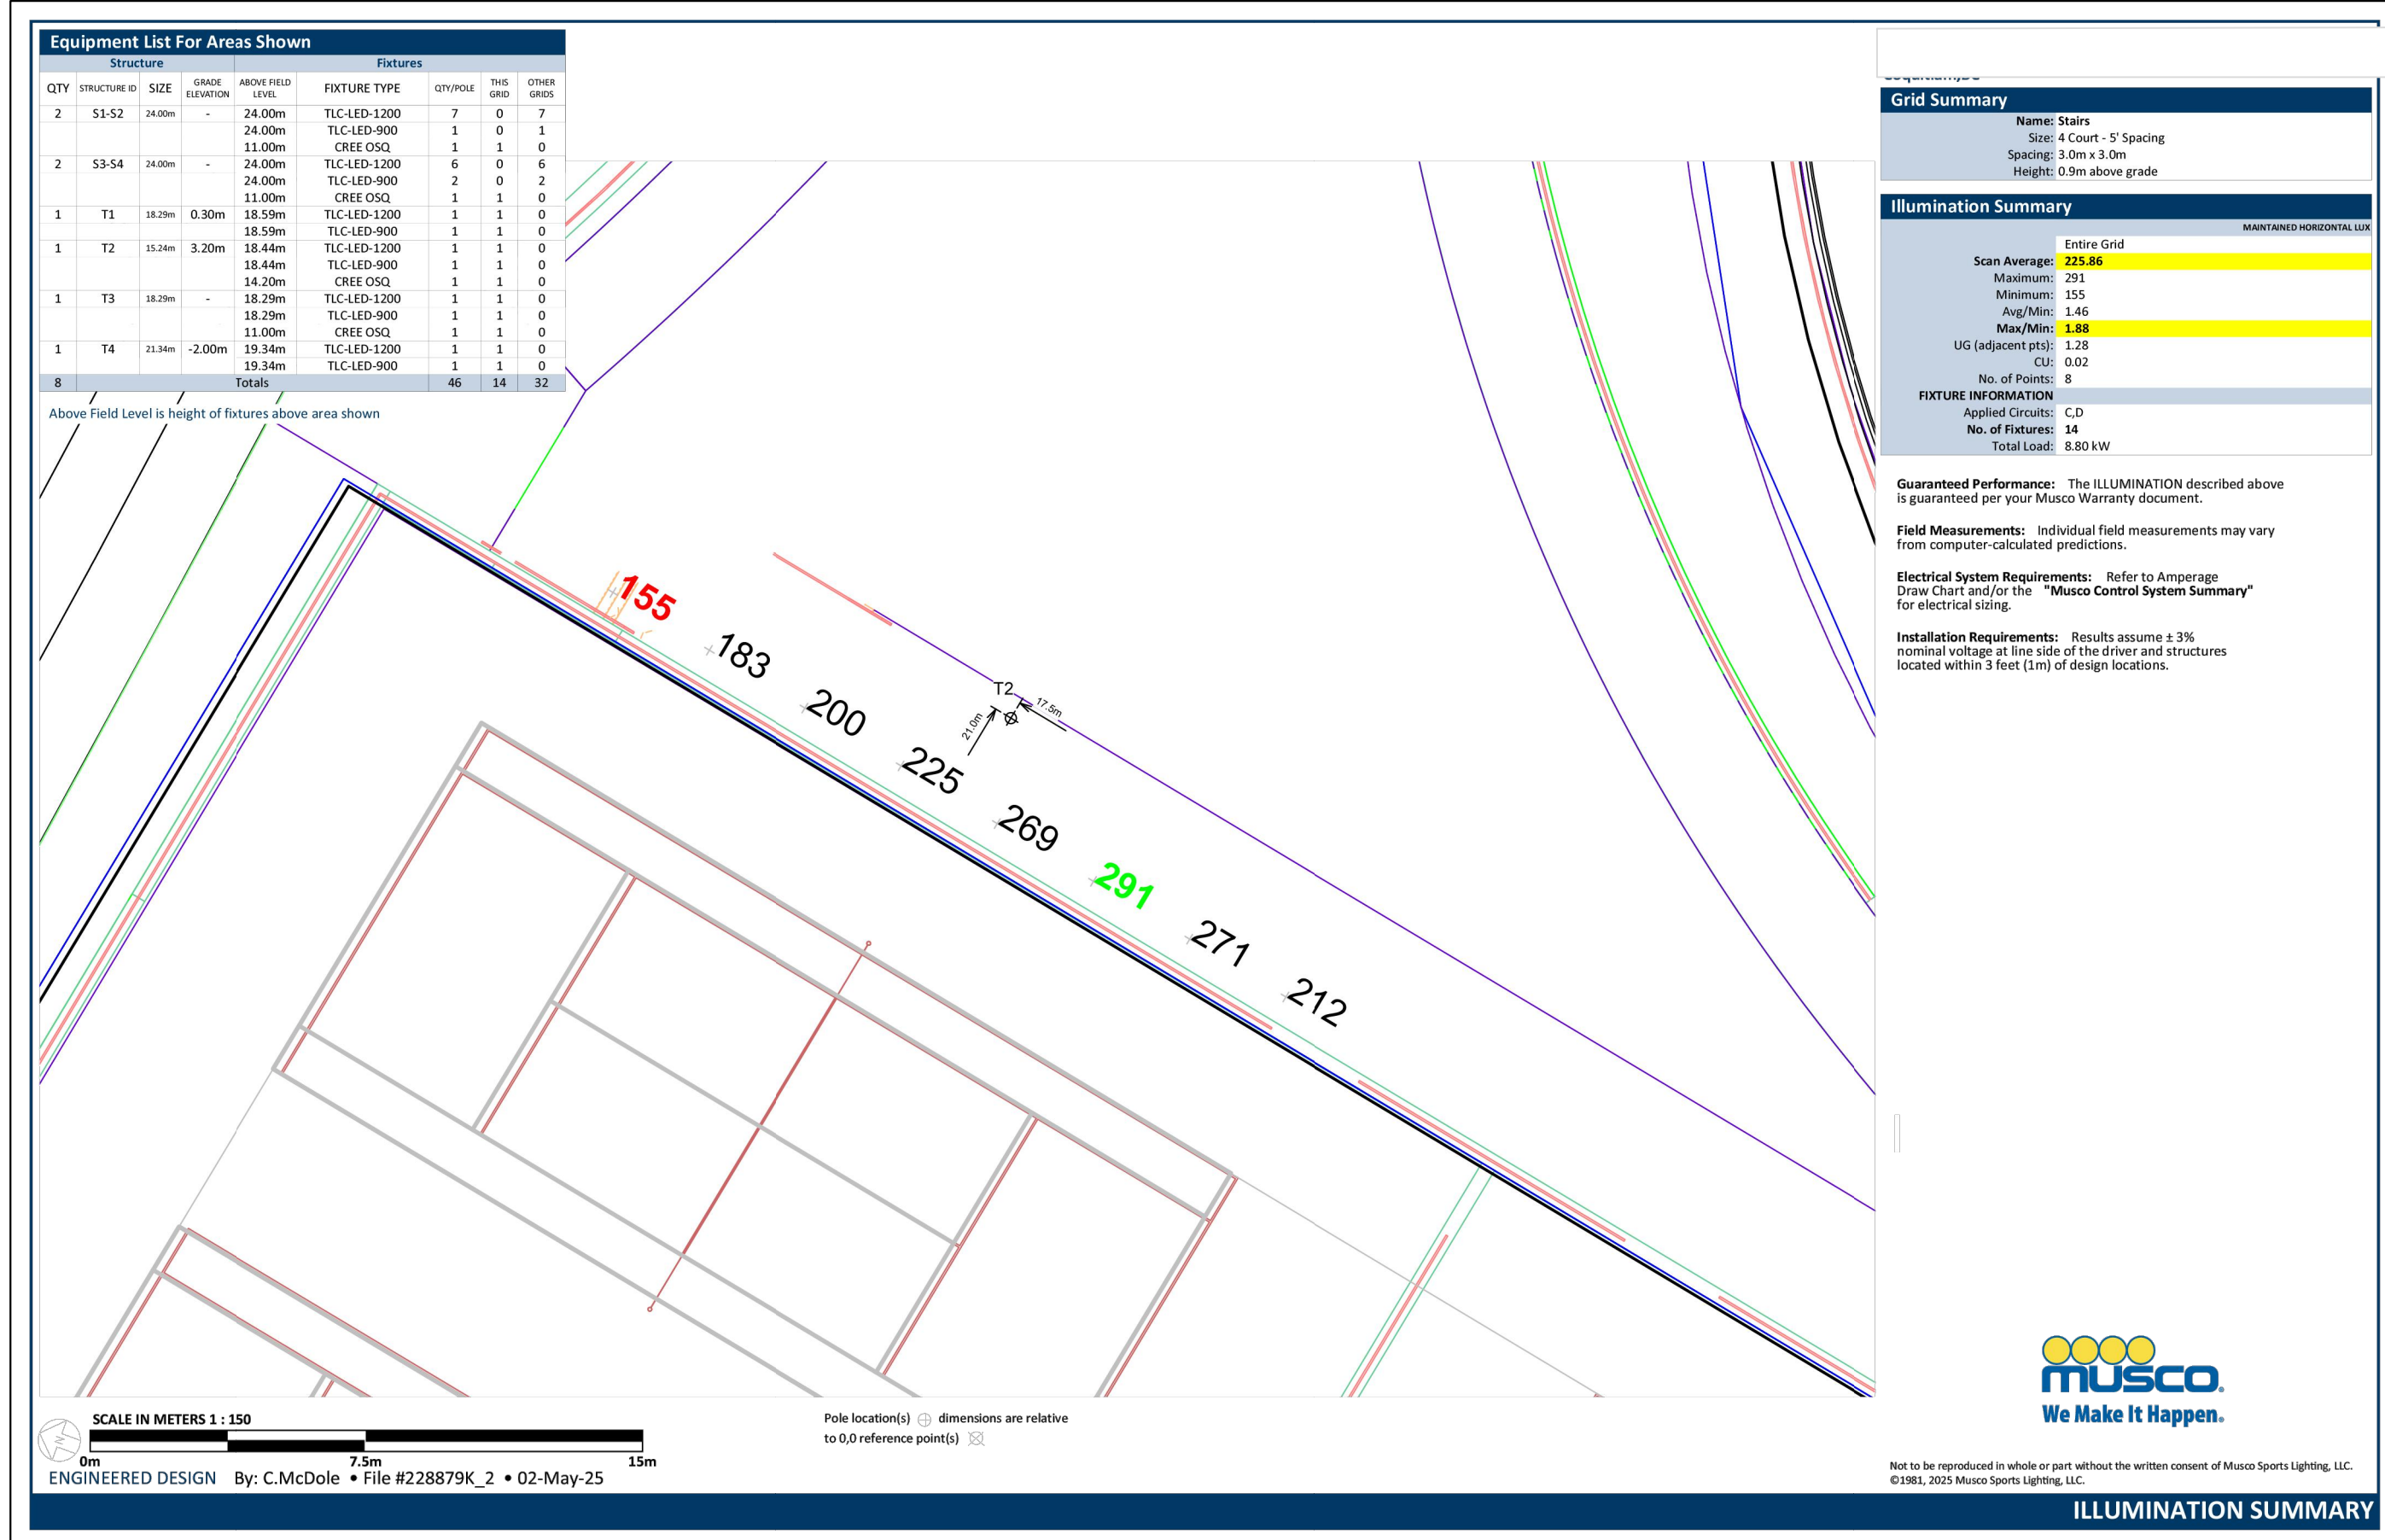 Equipment List For Areas Shown
Structure Fixtures
QTY STRUCTURE ID SIZE GRADE ELEVATION ABOVE FIELD LEVEL FIXTURE TYPE QTY/POLE THIS GRID OTHER GRIDS
2 S1-S2 24.00m - 24.00m TLC-LED-1200 7 0 7
24.00m TLC-LED-900 1 0 1
11.00m CREE OSQ 1 1 0
2 S3-S4 24.00m - 24.00m TLC-LED-1200 6 0 6
24.00m TLC-LED-900 2 0 2
11.00m CREE OSQ 1 1 0
1 T1 18.29m 0.30m 18.59m TLC-LED-1200 1 1 0
18.59m TLC-LED-900 1 1 0
1 T2 15.24m 3.20m 18.44m TLC-LED-1200 1 1 0
18.44m TLC-LED-900 1 1 0
14.20m CREE OSQ 1 1 0
1 T3 18.29m - 18.29m TLC-LED-1200 1 1 0
18.29m TLC-LED-900 1 1 0
11.00m CREE OSQ 1 1 0
1 T4 21.34m -2.00m 19.34m TLC-LED-1200 1 1 0
19.34m TLC-LED-900 1 1 0
8 Totals 46 14 32
Above Field Level is height of fixtures above area shown
155
183
200
225
269
291
271
212
T2
17.5m
21.0m
Grid Summary
Name: Stairs
Size: 4 Court - 5' Spacing
Spacing: 3.0m x 3.0m
Height: 0.9m above grade
Illumination Summary
MAINTAINED HORIZONTAL LUX
Entire Grid
Scan Average: 225.86
Maximum: 291
Minimum: 155
Avg/Min: 1.46
Max/Min: 1.88
UG (adjacent pts): 1.28
CU: 0.02
No. of Points: 8
FIXTURE INFORMATION
Applied Circuits: C,D
No. of Fixtures: 14
Total Load: 8.80 kW
Guaranteed Performance: The ILLUMINATION described above
is guaranteed per your Musco Warranty document.
Field Measurements: Individual field measurements may vary
from computer-calculated predictions.
Electrical System Requirements: Refer to Amperage
Draw Chart and/or the "Musco Control System Summary"
for electrical sizing.
Installation Requirements: Results assume ± 3%
nominal voltage at line side of the driver and structures
located within 3 feet (1m) of design locations.
SCALE IN METERS 1 : 150
N
0m 7.5m 15m
ENGINEERED DESIGN By: C.McDole • File #228879K_2 • 02-May-25
Pole location(s) dimensions are relative
to 0,0 reference point(s)
musco.
We Make It Happen.
Not to be reproduced in whole or part without the written consent of Musco Sports Lighting, LLC.
©1981, 2025 Musco Sports Lighting, LLC.
ILLUMINATION SUMMARY